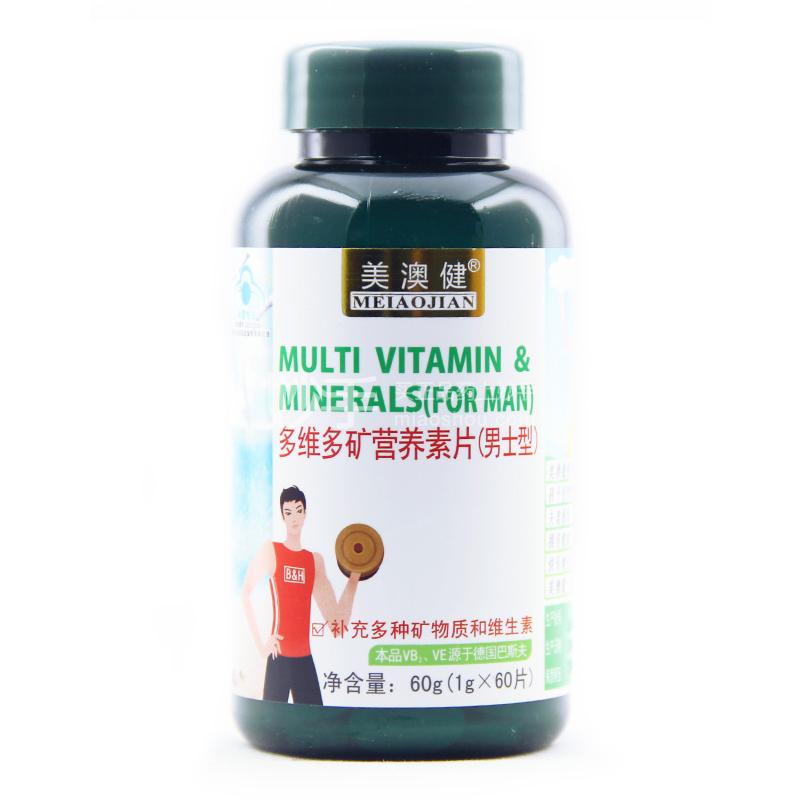 美澳健®
MEIAOJIAN
MULTI VITAMIN &
MINERALS(FOR MAN)
多维多矿营养素片(男士型)
B&H
补充多种矿物质和维生素
本品VB₂、VE源于德国巴斯夫
净含量：60g(1g×60片)